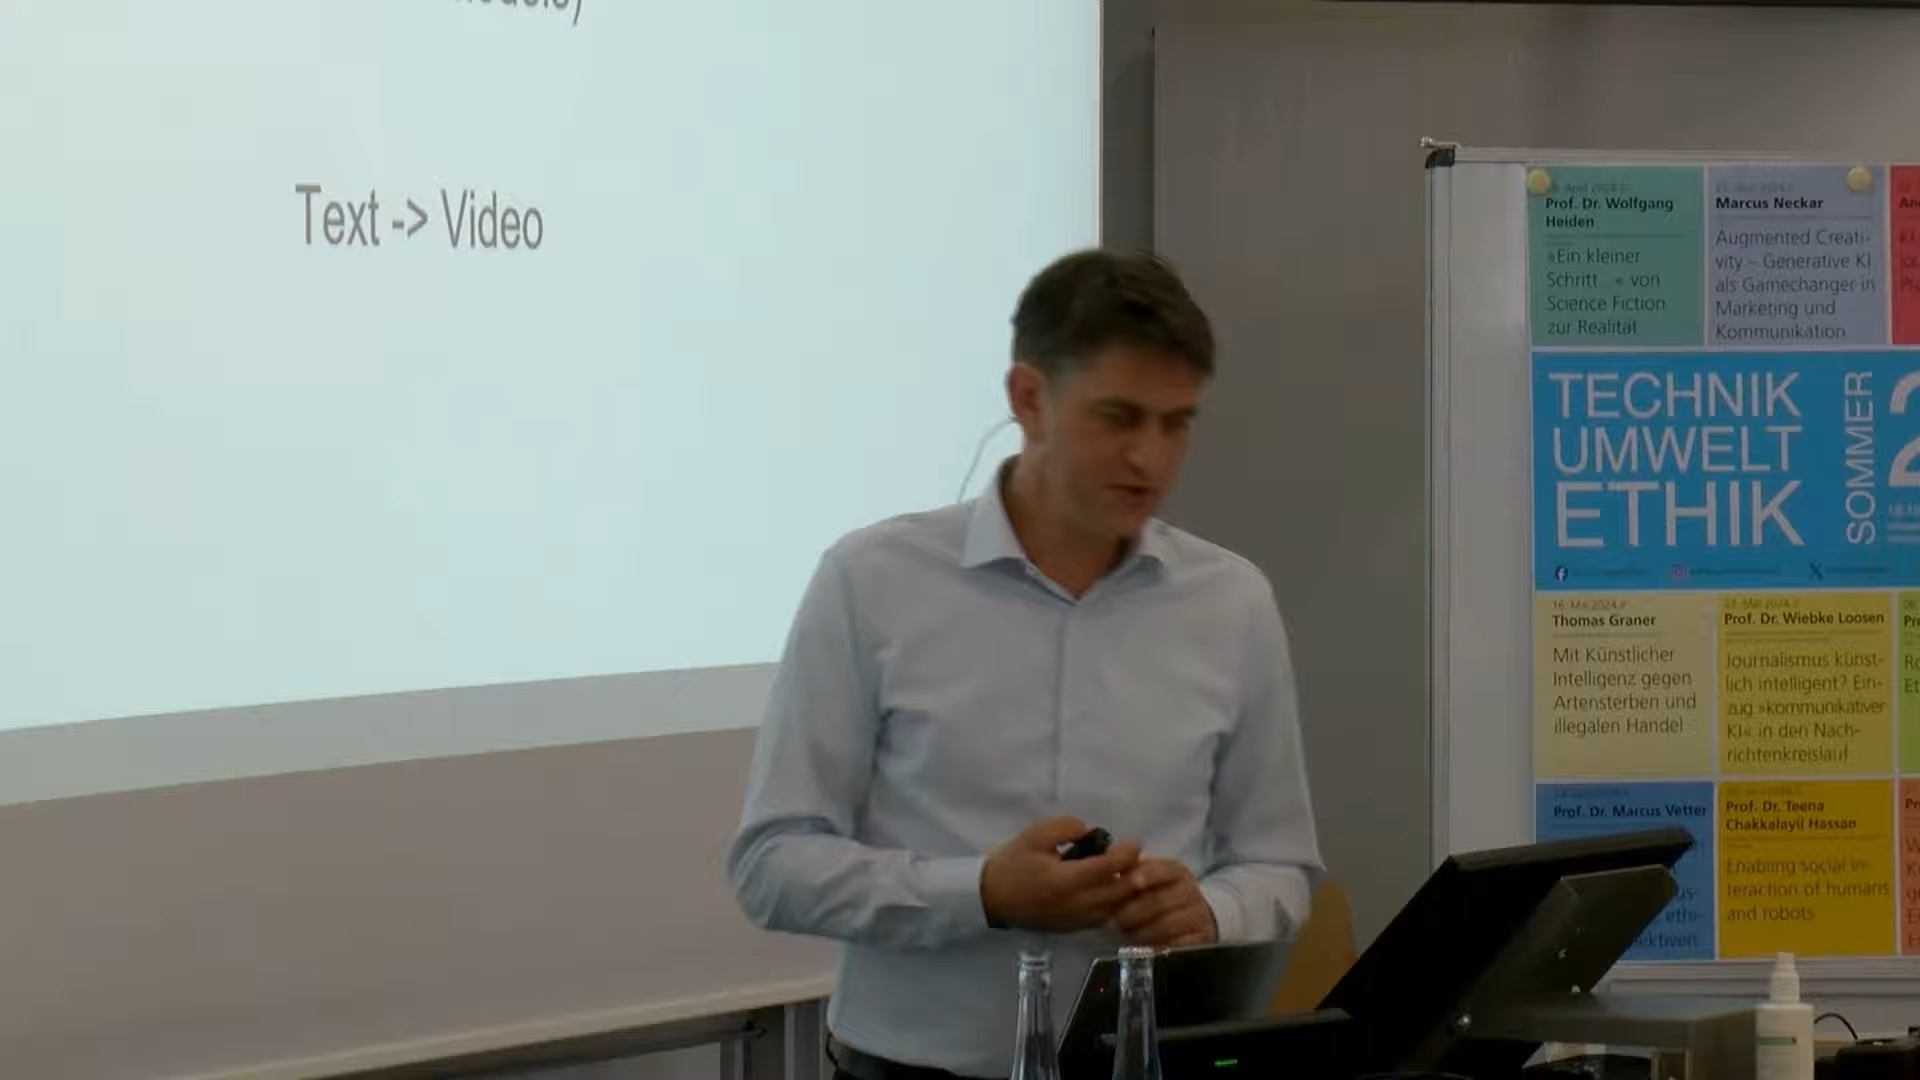 Text -> Video
Prof. Dr. Wolfgang
Heiden
»Ein kleiner
Schritt...« von
Science Fiction
zur Realität
Marcus Neckar
Augmented Creati-
vity – Generative KI
als Gamechanger in
Marketing und
Kommunikation
TECHNIK
UMWELT
ETHIK
SOMMER
2
16. Mai 2024 //
Thomas Graner
Mit Künstlicher
Intelligenz gegen
Artensterben und
illegalen Handel
Prof. Dr. Wiebke Loosen
Journalismus künst-
lich intelligent? Ein-
zug »kommunikativer
KI« in den Nach-
richtenkreislauf
Prof. Dr. Marcus Vetter
Prof. Dr. Teena
Chakkalayil Hassan
Enabling social in-
teraction of humans
and robots